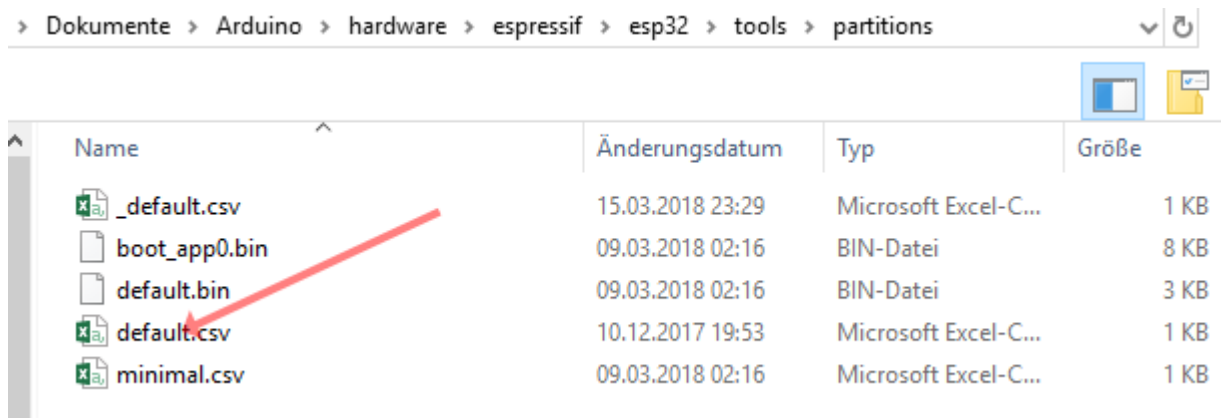 > Dokumente > Arduino > hardware > espressif > esp32 > tools > partitions
Name Änderungsdatum Typ Größe
_default.csv 15.03.2018 23:29 Microsoft Excel-C... 1 KB
boot_app0.bin 09.03.2018 02:16 BIN-Datei 8 KB
default.bin 09.03.2018 02:16 BIN-Datei 3 KB
default.csv 10.12.2017 19:53 Microsoft Excel-C... 1 KB
minimal.csv 09.03.2018 02:16 Microsoft Excel-C... 1 KB